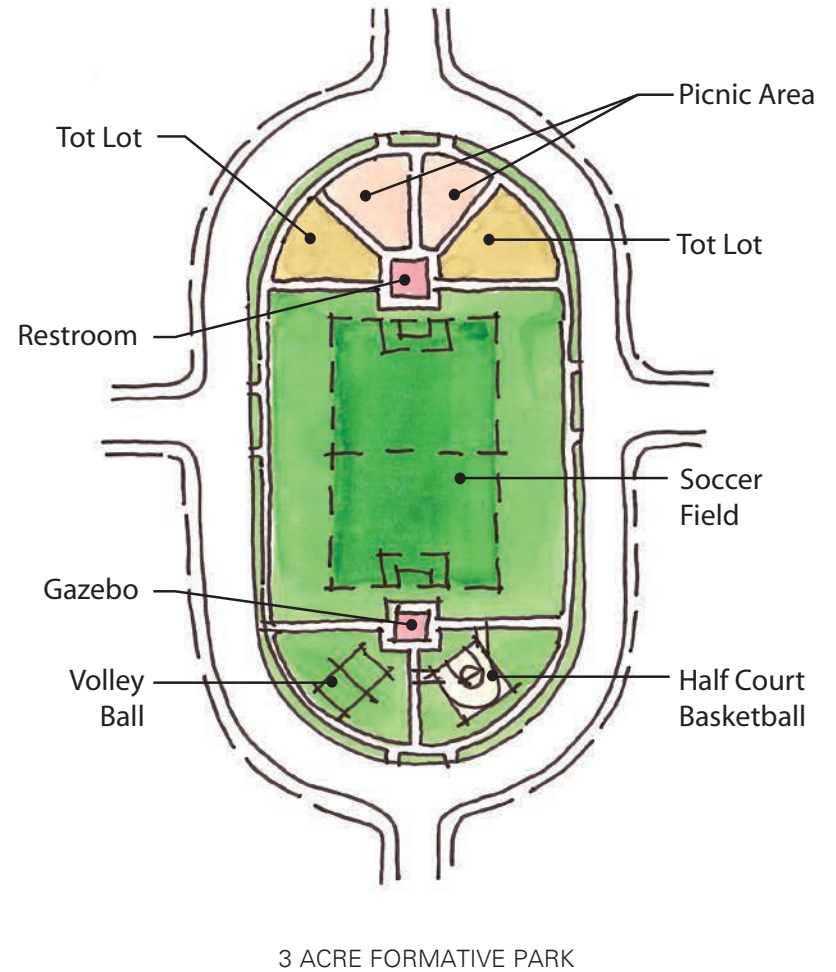 Picnic Area
Tot Lot
Tot Lot
Restroom
Soccer
Field
Gazebo
Volley
Ball
Half Court
Basketball
3 ACRE FORMATIVE PARK